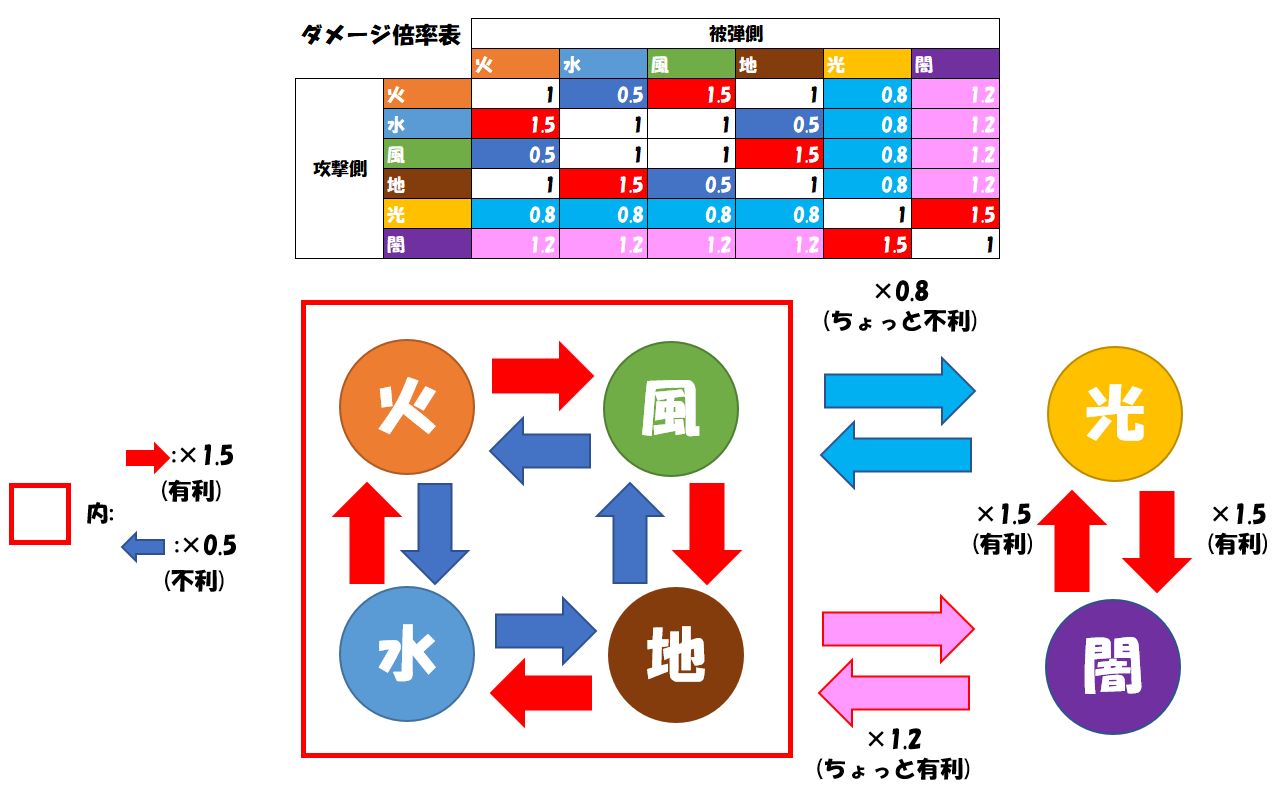 ダメージ倍率表
被弾側
火 水 風 地 光 闇
攻撃側
火 1 0.5 1.5 1 0.8 1.2
水 1.5 1 1 0.5 0.8 1.2
風 0.5 1 1 1.5 0.8 1.2
地 1 1.5 0.5 1 0.8 1.2
光 0.8 0.8 0.8 0.8 1 1.5
闇 1.2 1.2 1.2 1.2 1.5 1
×0.8
(ちょっと不利)
火
風
光
:×1.5
(有利)
内:
:×0.5
(不利)
×1.5
(有利)
×1.5
(有利)
水
地
闇
×1.2
(ちょっと有利)